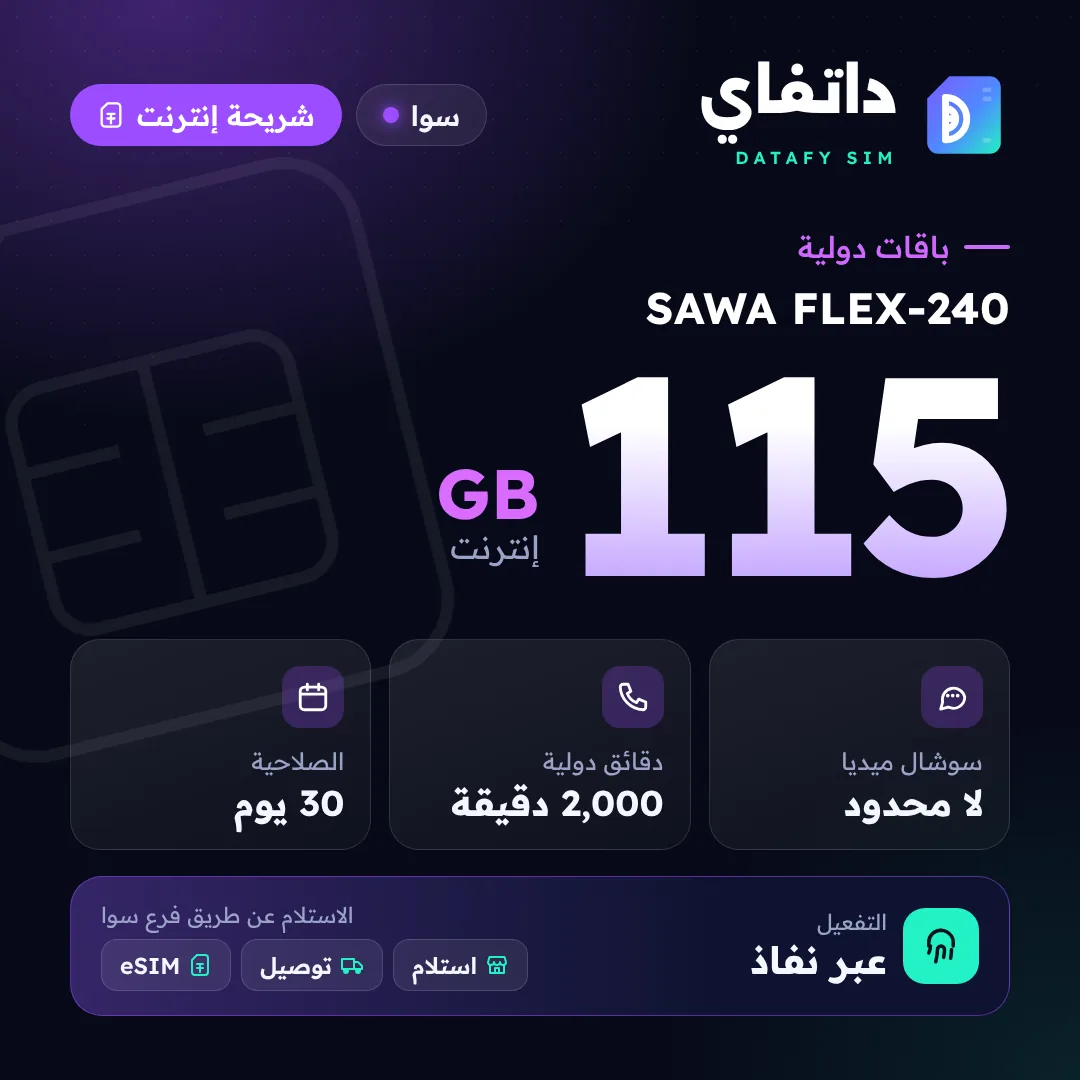 داتفاي
DATAFY SIM
سوا
شريحة إنترنت
باقات دولية
SAWA FLEX-240
115
GB
إنترنت
سوشال ميديا
لا محدود
دقائق دولية
2,000 دقيقة
الصلاحية
30 يوم
التفعيل
عبر نفاذ
الاستلام عن طريق فرع سوا
استلام
توصيل
eSIM